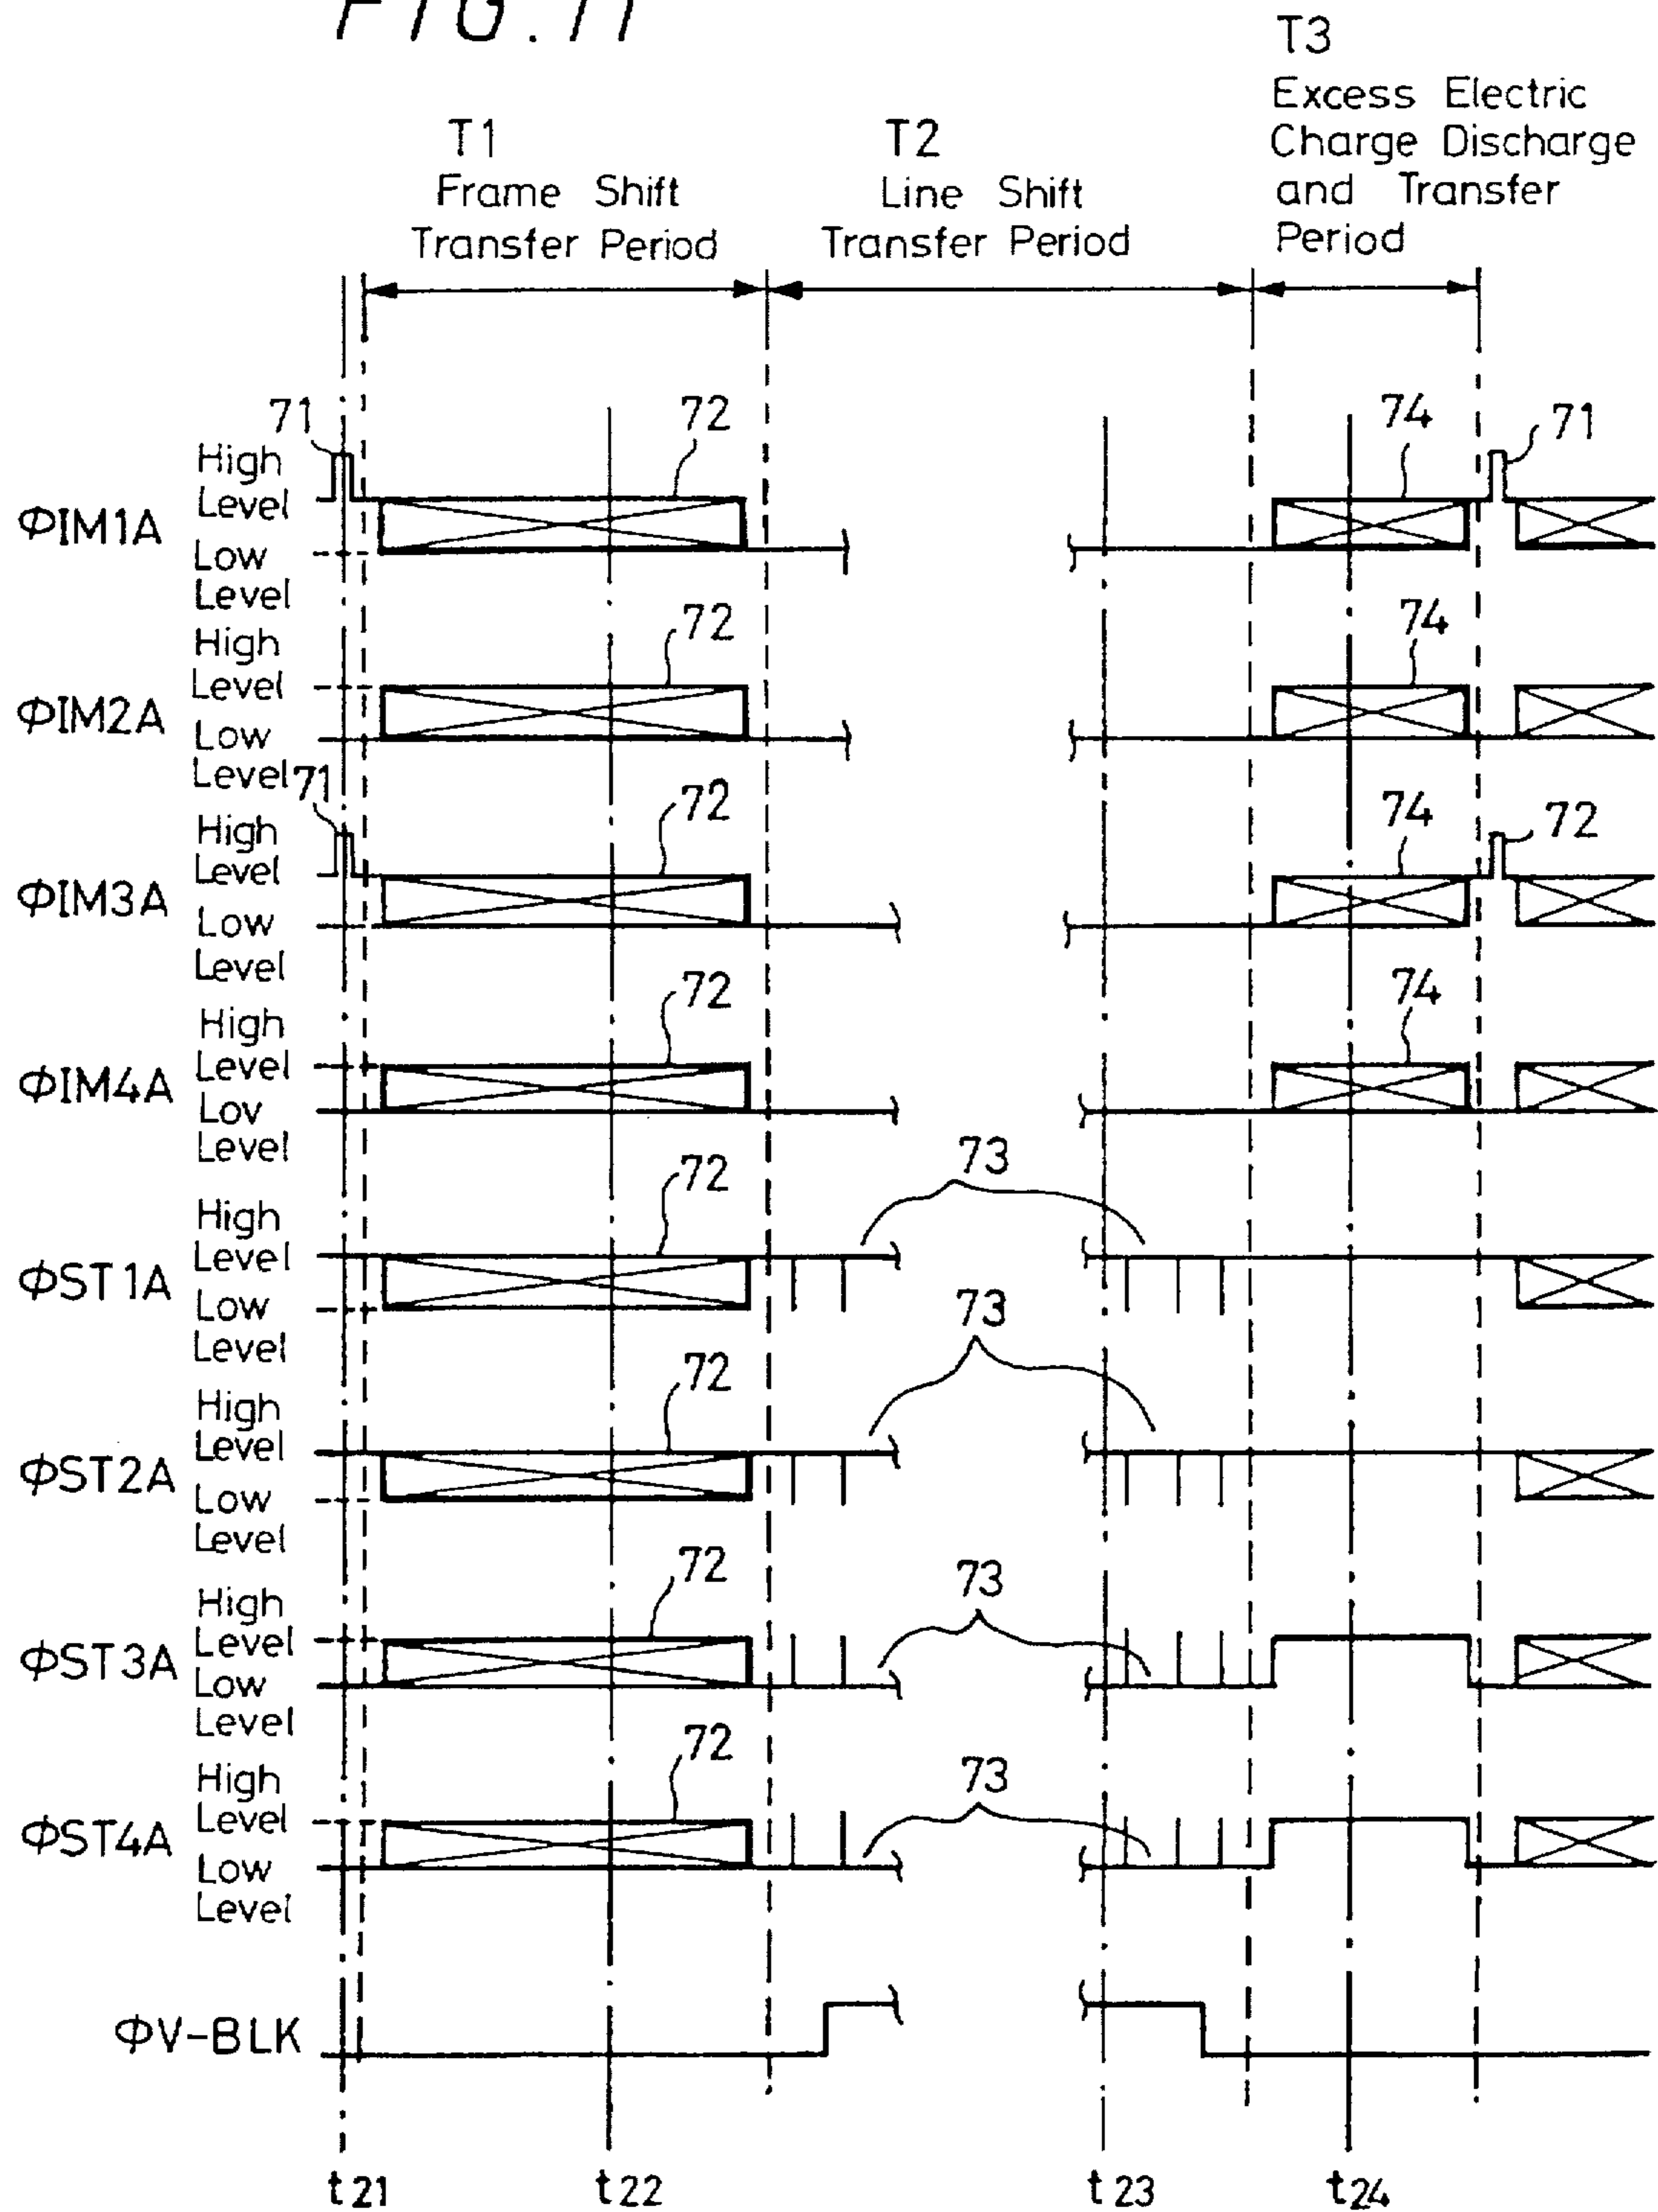 FIG. 11
T1
Frame Shift
Transfer Period
T2
Line Shift
Transfer Period
T3
Excess Electric
Charge Discharge
and Transfer
Period
71
72
74
71
ΦIM1A
High
Level
Low
Level
72
74
ΦIM2A
High
Level
Low
Level
71
72
74
72
ΦIM3A
High
Level
Low
Level
72
74
ΦIM4A
High
Level
Lov
Level
72
73
ΦST1A
High
Level
Low
Level
72
73
ΦST2A
High
Level
Low
Level
72
73
ΦST3A
High
Level
Low
Level
72
73
ΦST4A
High
Level
Low
Level
ΦV-BLK
t21
t22
t23
t24